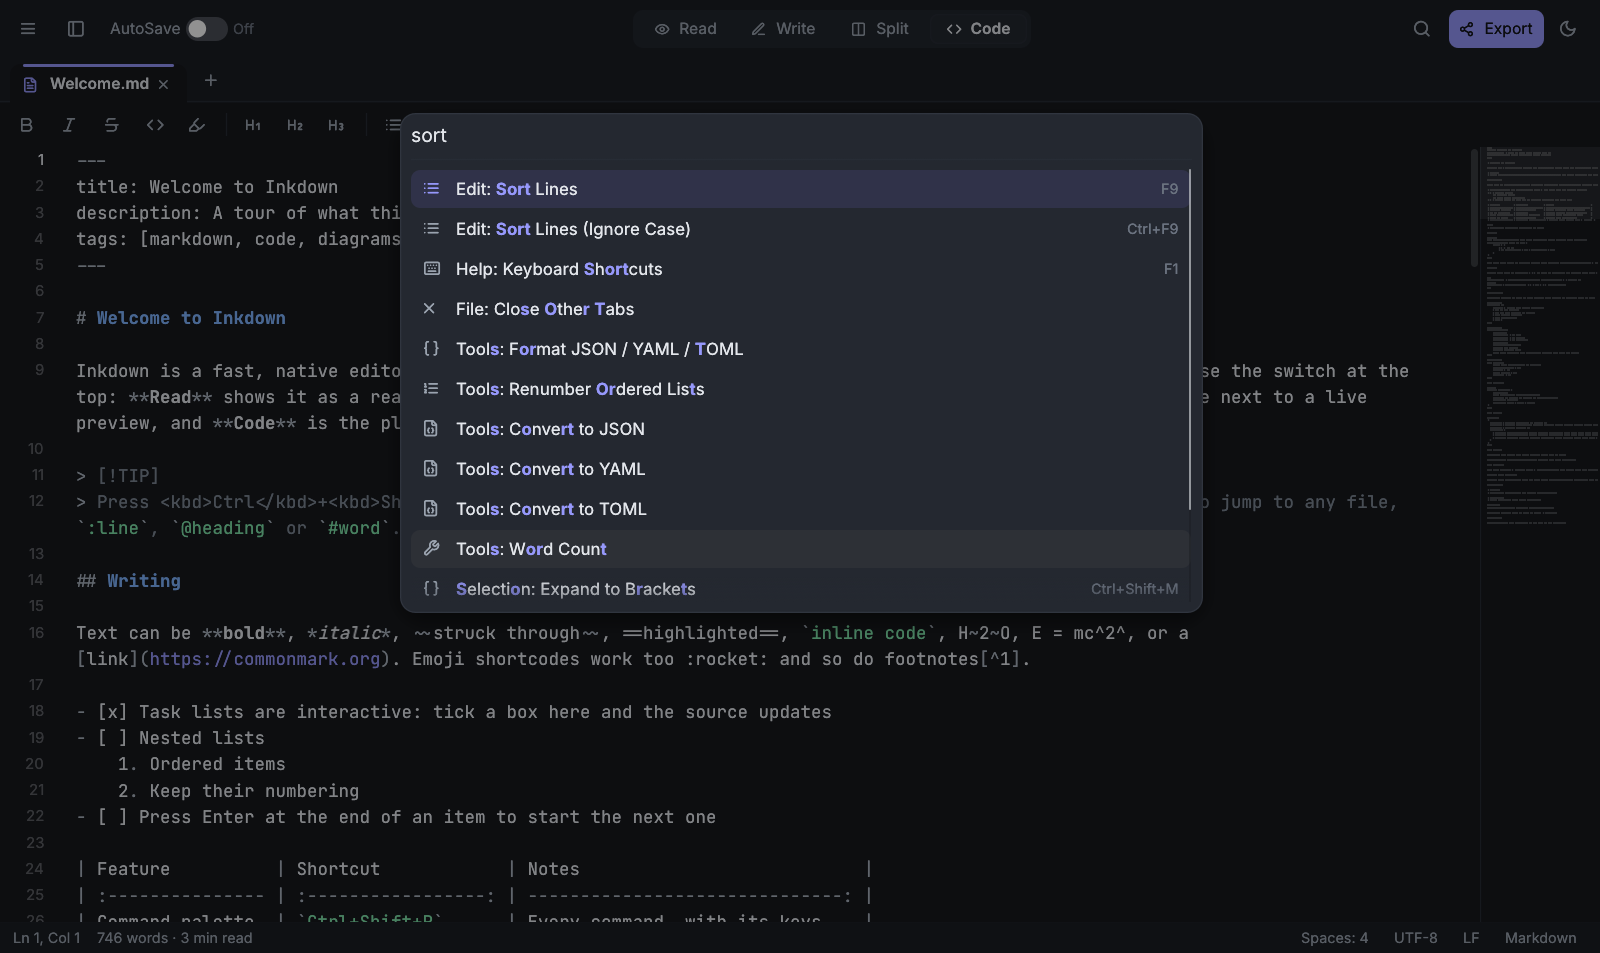 AutoSave Off Read Write Split Code Export
Welcome.md
H1 H2 H3
sort
Edit: Sort Lines F9
Edit: Sort Lines (Ignore Case) Ctrl+F9
Help: Keyboard Shortcuts F1
File: Close Other Tabs
Tools: Format JSON / YAML / TOML
Tools: Renumber Ordered Lists
Tools: Convert to JSON
Tools: Convert to YAML
Tools: Convert to TOML
Tools: Word Count
Selection: Expand to Brackets Ctrl+Shift+M
1 ---
2 title: Welcome to Inkdown
3 description: A tour of what thi
4 tags: [markdown, code, diagrams
5 ---
6
7 # Welcome to Inkdown
8
9 Inkdown is a fast, native edito se the switch at the
top: **Read** shows it as a rea e next to a live
preview, and **Code** is the pl
10
11 > [!TIP]
12 > Press <kbd>Ctrl</kbd>+<kbd>Sh o jump to any file,
`:line`, `@heading` or `#word`.
13
14 ## Writing
15
16 Text can be **bold**, *italic*, ~~struck through~~, ==highlighted==, `inline code`, H~2~O, E = mc^2^, or a
[link](https://commonmark.org). Emoji shortcodes work too :rocket: and so do footnotes[^1].
17
18 - [x] Task lists are interactive: tick a box here and the source updates
19 - [ ] Nested lists
20 1. Ordered items
21 2. Keep their numbering
22 - [ ] Press Enter at the end of an item to start the next one
23
24 | Feature | Shortcut | Notes |
25 | :--------------- | :-----------------: | ------------------------------: |
26 | Command palette | `Ctrl+Shift+P` | Every command, with its keys |
Ln 1, Col 1 746 words · 3 min read Spaces: 4 UTF-8 LF Markdown